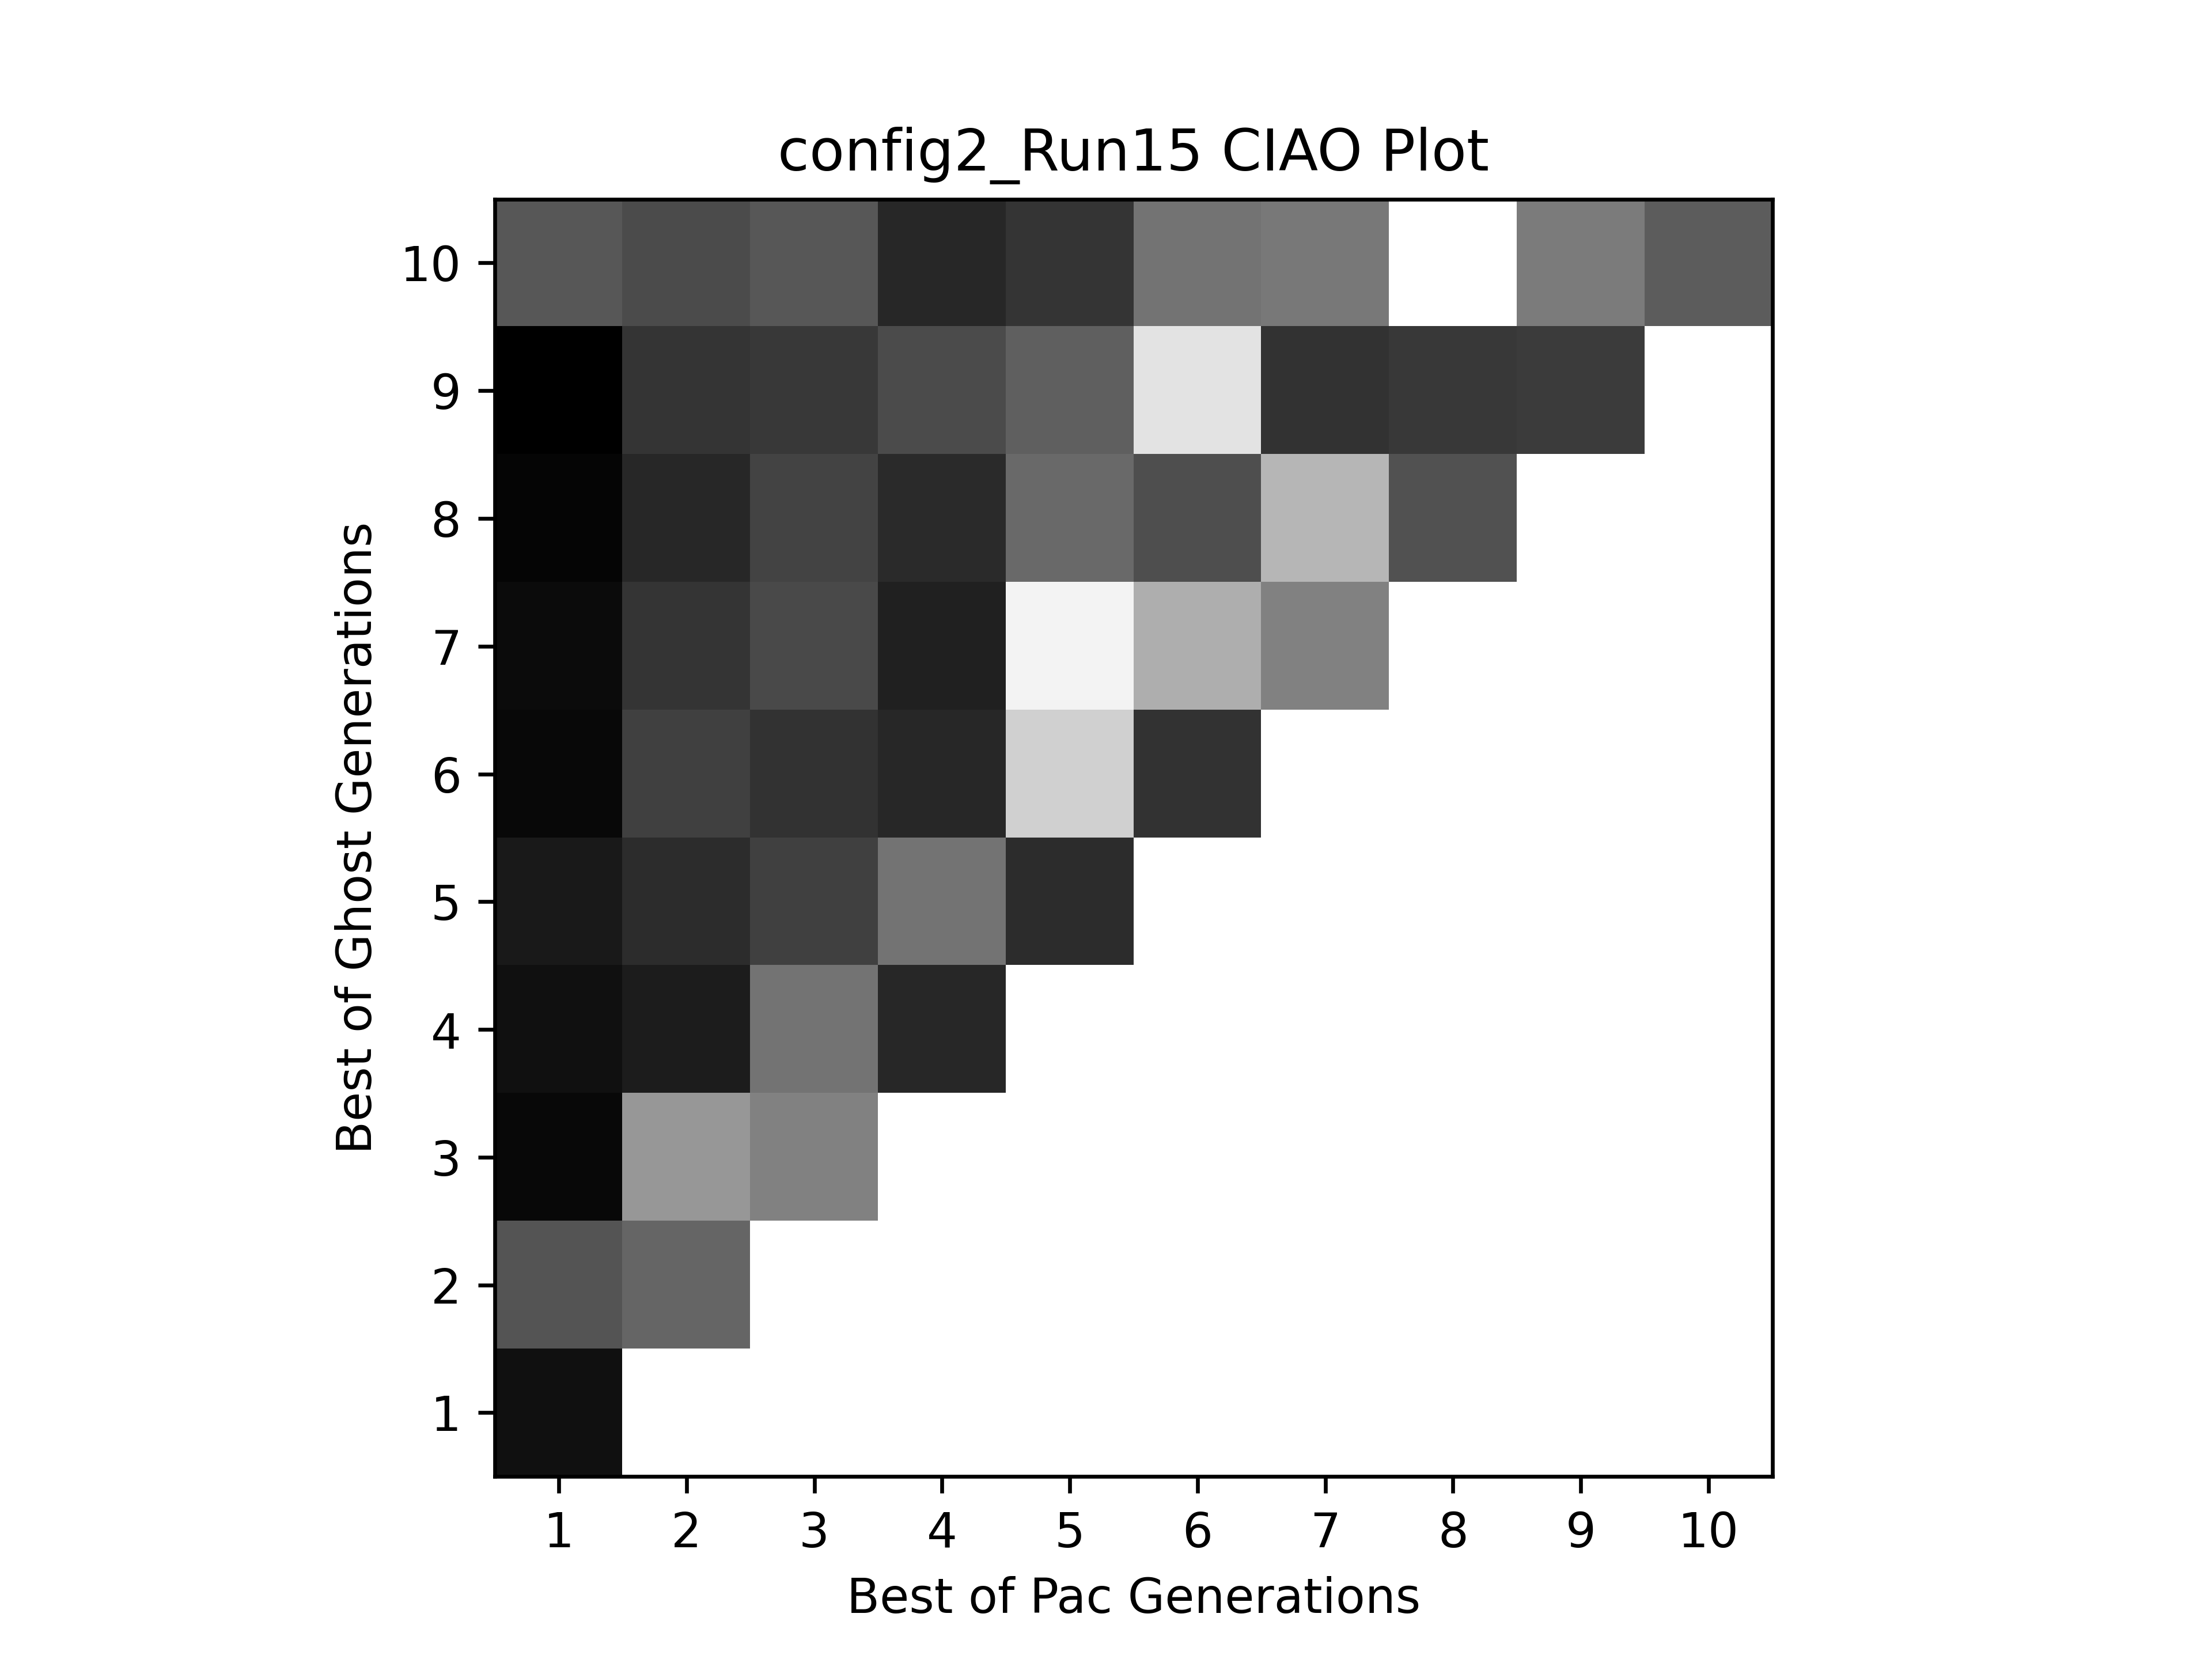 config2_Run15 CIAO Plot
Best of Ghost Generations
10
9
8
7
6
5
4
3
2
1
1 2 3 4 5 6 7 8 9 10
Best of Pac Generations